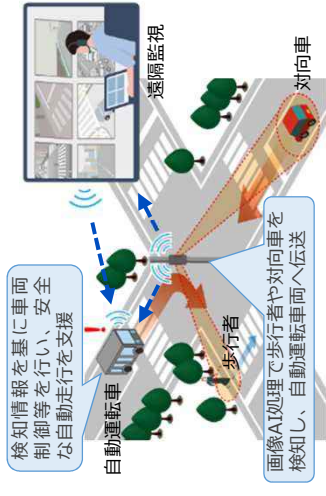 検知情報を基に車両
制御等を行い、安全
な自動走行を支援
遠隔監視
自動運転車
歩行者
対向車
画像AI処理で歩行者や対向車を
検知し、自動運転車両へ伝送